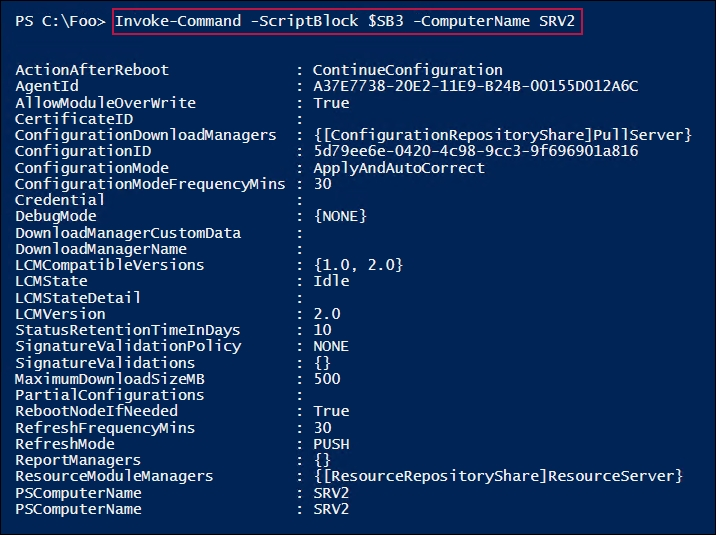 PS C:\Foo> Invoke-Command -ScriptBlock $SB3 -ComputerName SRV2
ActionAfterReboot : ContinueConfiguration
AgentId : A37E7738-20E2-11E9-B24B-00155D012A6C
AllowModuleOverWrite : True
CertificateID :
ConfigurationDownloadManagers : {[ConfigurationRepositoryShare]PullServer}
ConfigurationID : 5d79ee6e-0420-4c98-9cc3-9f696901a816
ConfigurationMode : ApplyAndAutoCorrect
ConfigurationModeFrequencyMins : 30
Credential :
DebugMode : {NONE}
DownloadManagerCustomData :
DownloadManagerName :
LCMCompatibleVersions : {1.0, 2.0}
LCMState : Idle
LCMStateDetail :
LCMVersion : 2.0
StatusRetentionTimeInDays : 10
SignatureValidationPolicy : NONE
SignatureValidations : {}
MaximumDownloadSizeMB : 500
PartialConfigurations :
RebootNodeIfNeeded : True
RefreshFrequencyMins : 30
RefreshMode : PUSH
ReportManagers : {}
ResourceModuleManagers : {[ResourceRepositoryShare]ResourceServer}
PSComputerName : SRV2
PSComputerName : SRV2